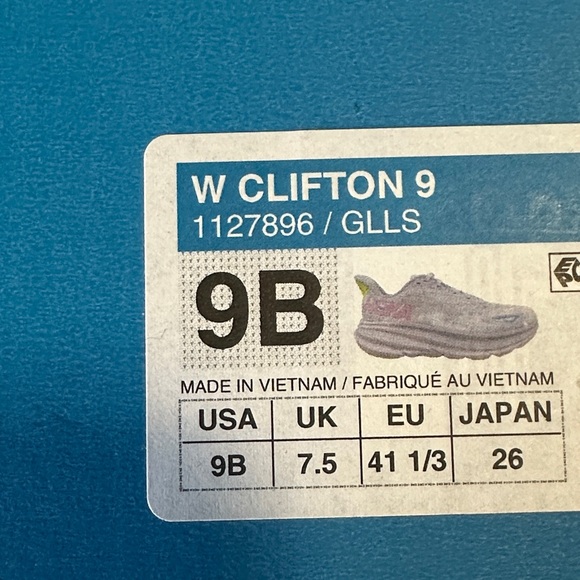 W CLIFTON 9
1127896 / GLLS
9B
MADE IN VIETNAM / FABRIQUÉ AU VIETNAM
USA UK EU JAPAN
9B 7.5 41 1/3 26